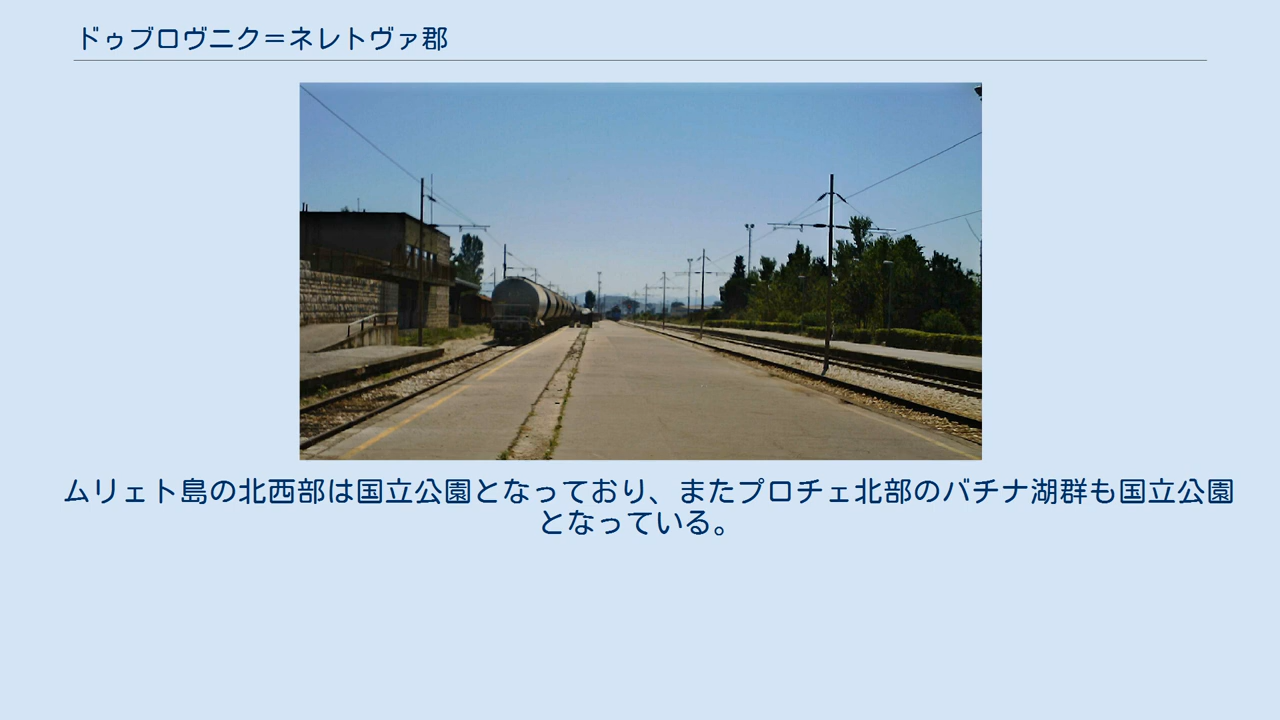 ドゥブロヴニク＝ネレトヴァ郡
ムリェト島の北西部は国立公園となっており、またプロチェ北部のバチナ湖群も国立公園
となっている。